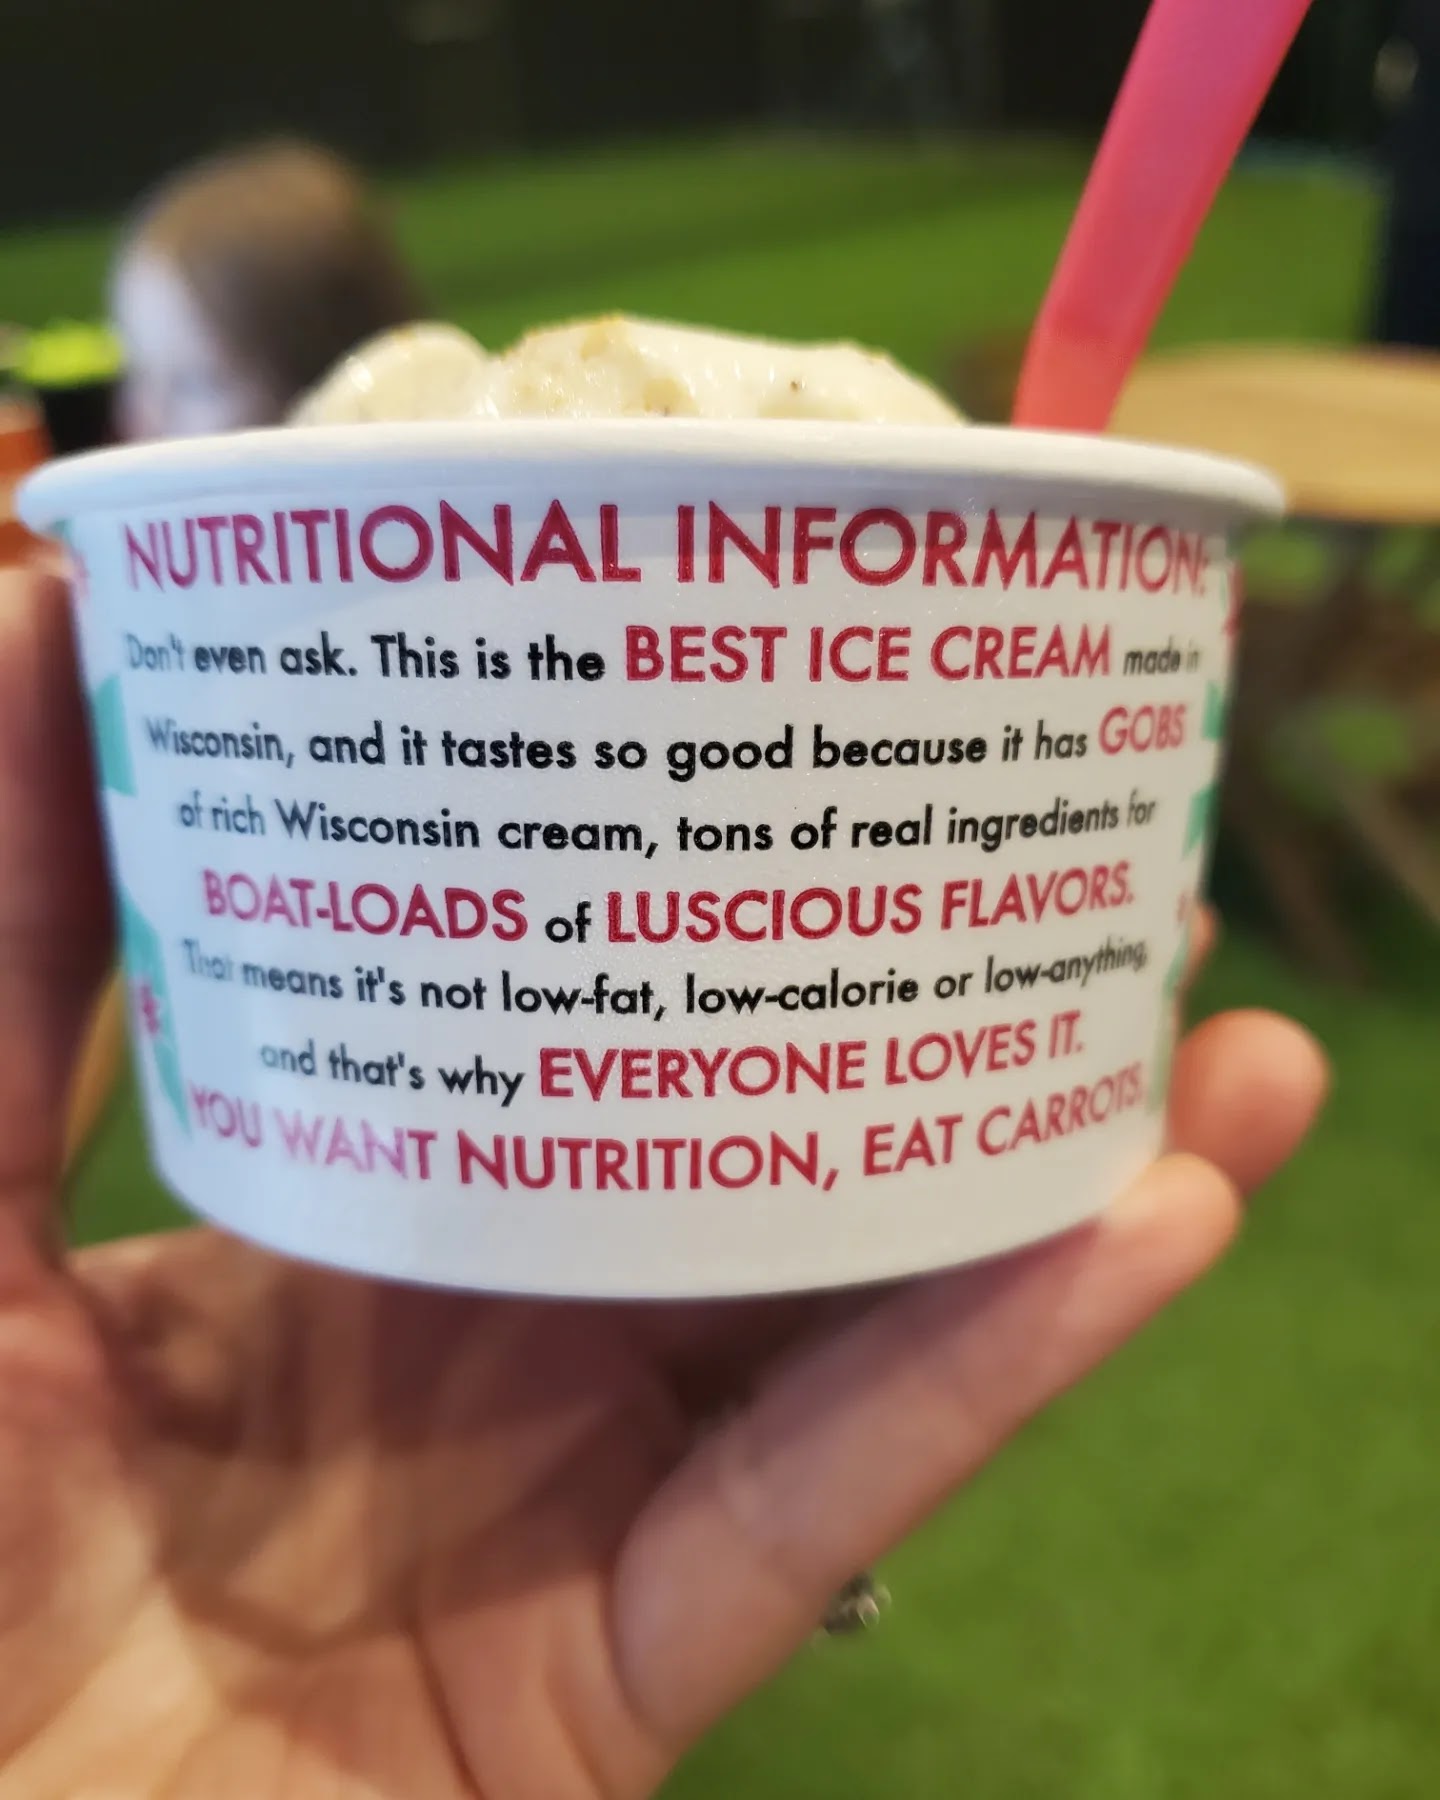 NUTRITIONAL INFORMATION:
Don't even ask. This is the BEST ICE CREAM made in
Wisconsin, and it tastes so good because it has GOBS
of rich Wisconsin cream, tons of real ingredients for
BOAT-LOADS of LUSCIOUS FLAVORS.
That means it's not low-fat, low-calorie or low-anything,
and that's why EVERYONE LOVES IT.
YOU WANT NUTRITION, EAT CARROTS.